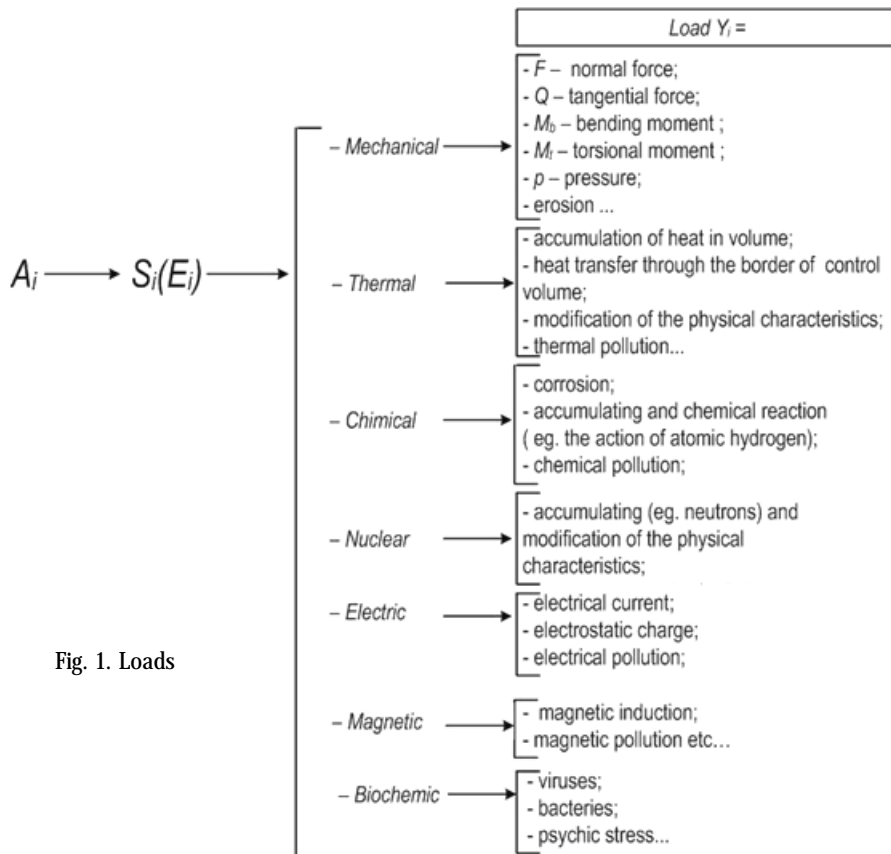 Load Yi =
- F – normal force;
- Q – tangential force;
- Mb – bending moment ;
- Mt – torsional moment ;
- p – pressure;
- erosion ...
– Mechanical
- accumulation of heat in volume;
- heat transfer through the border of control
volume;
- modification of the physical characteristics;
- thermal pollution...
– Thermal
Ai
Si(Ei)
- corrosion;
- accumulating and chemical reaction
( eg. the action of atomic hydrogen);
- chemical pollution;
– Chimical
- accumulating (eg. neutrons) and
modification of the physical
characteristics;
– Nuclear
- electrical current;
- electrostatic charge;
- electrical pollution;
– Electric
Fig. 1. Loads
- magnetic induction;
- magnetic pollution etc...
– Magnetic
- viruses;
- bacteries;
- psychic stress...
– Biochemic